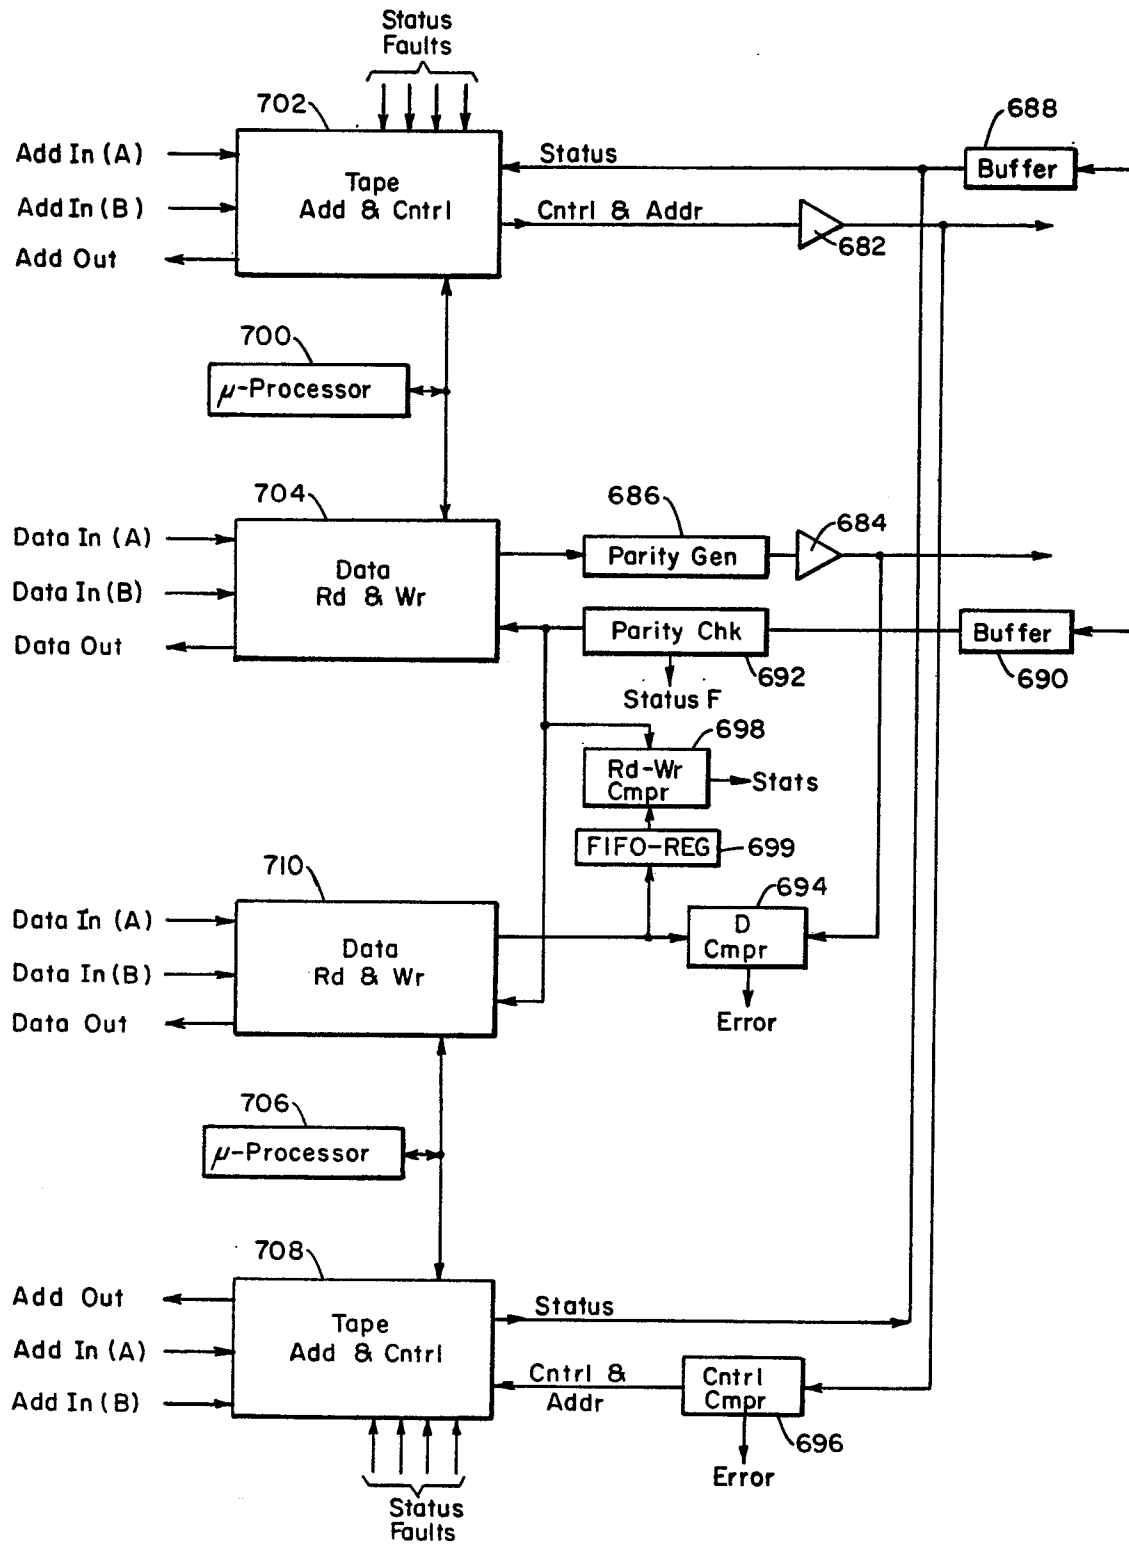 Status
Faults
702
688
Add In (A)
Status
Buffer
Tape
Add & Cntrl
Add In (B)
Cntrl & Addr
682
Add Out
700
μ-Processor
704
686
684
Data In (A)
Parity Gen
Data
Rd & Wr
Data In (B)
Parity Chk
Buffer
Data Out
692
690
Status F
698
Rd-Wr
Cmpr
Stats
FIFO-REG
699
710
694
Data In (A)
D
Cmpr
Data
Rd & Wr
Data In (B)
Data Out
Error
706
μ-Processor
708
Add Out
Status
Tape
Add & Cntrl
Add In (A)
Cntrl &
Addr
Cntrl
Cmpr
Add In (B)
696
Error
Status
Faults